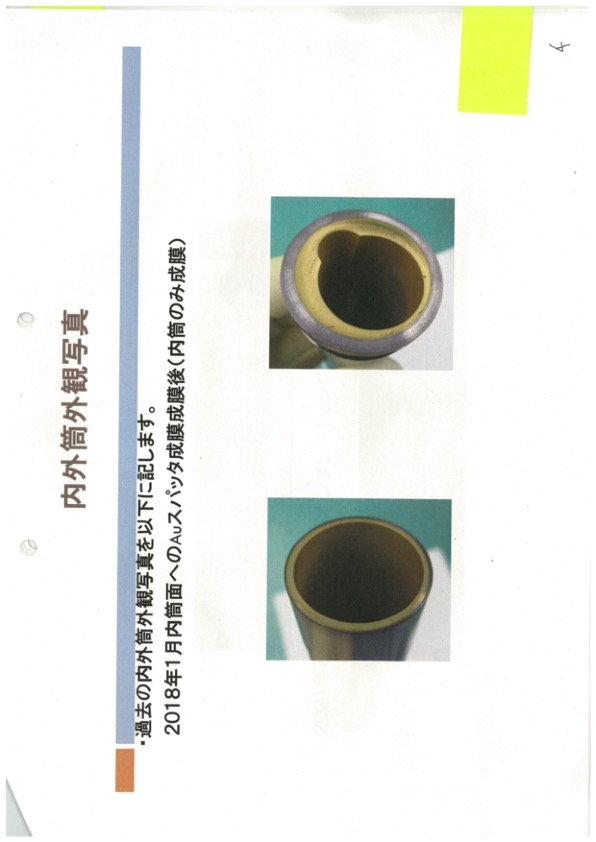 内外筒外観写真
・過去の内外筒外観写真を以下に記します。
2018年1月内筒面へのAuスパッタ成膜成膜後（内筒のみ成膜）